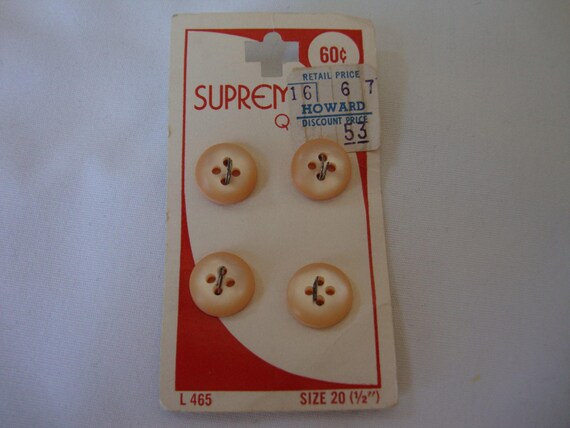 60¢
SUPREM
Q
RETAIL PRICE
16 6 7
HOWARD
DISCOUNT PRICE
53
L 465
SIZE 20 (½")